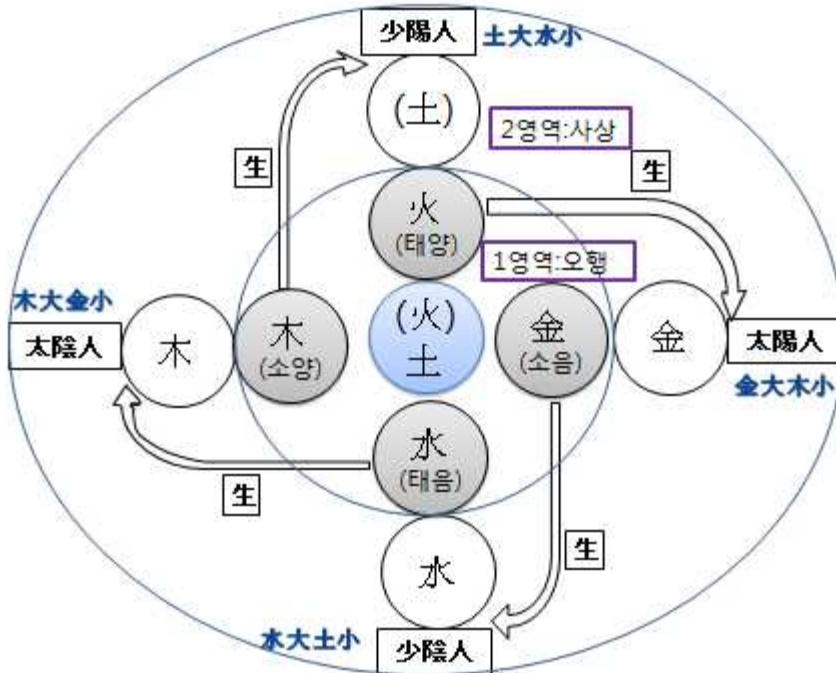 少陽人
土大水小
(土)
2영역:사상
生
生
火
(태양)
1영역:오행
木大金小
太陰人
木
木
(소양)
(火)
土
金
(소음)
金
太陽人
金大木小
水
(태음)
生
生
水
水大土小
少陰人